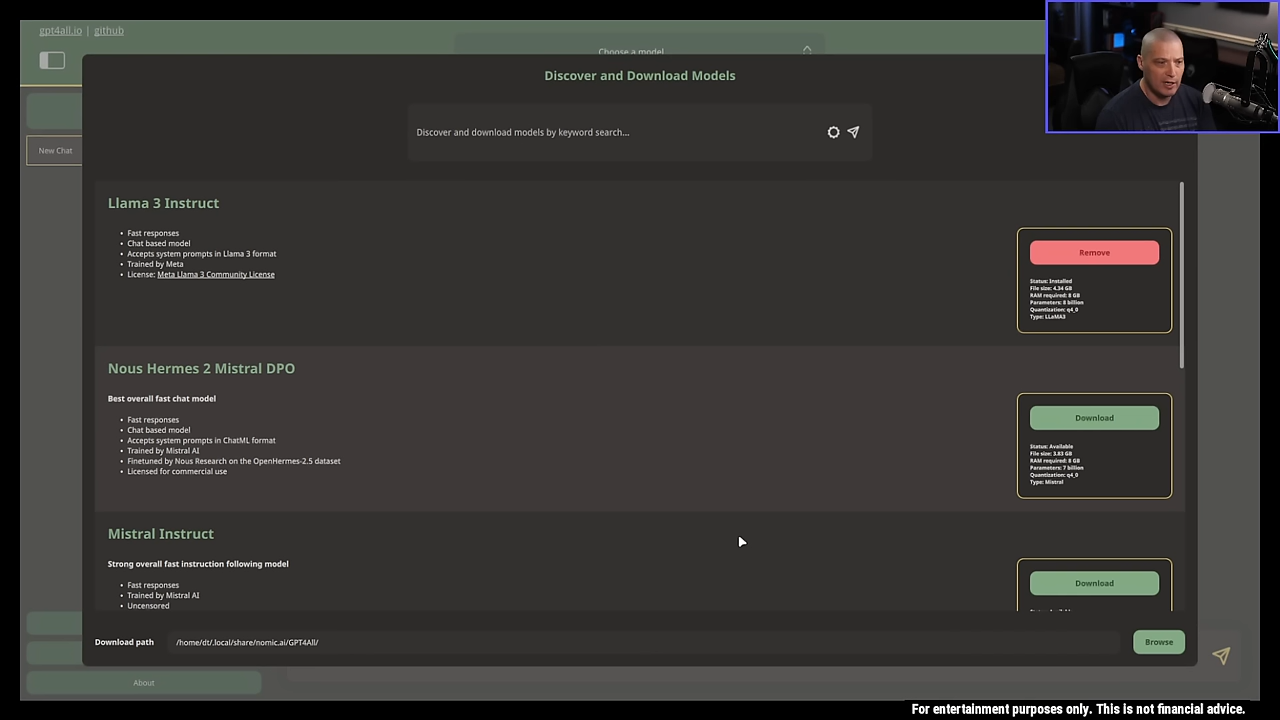 gpt4all.io | github
Choose a model
New Chat
Discover and Download Models
Discover and download models by keyword search...
Llama 3 Instruct
• Fast responses
• Chat based model
• Accepts system prompts in Llama 3 format
• Trained by Meta
• License: Meta Llama 3 Community License
Remove
Status: Installed
File size: 4.34 GB
RAM required: 8 GB
Parameters: 8 billion
Quantization: q4_0
Type: LLaMA3
Nous Hermes 2 Mistral DPO
Best overall fast chat model
• Fast responses
• Chat based model
• Accepts system prompts in ChatML format
• Trained by Mistral AI
• Finetuned by Nous Research on the OpenHermes-2.5 dataset
• Licensed for commercial use
Download
Status: Available
File size: 3.83 GB
RAM required: 8 GB
Parameters: 7 billion
Quantization: q4_0
Type: Mistral
Mistral Instruct
Strong overall fast instruction following model
• Fast responses
• Trained by Mistral AI
• Uncensored
Download
Download path
/home/dt/.local/share/nomic.ai/GPT4All/
Browse
About
For entertainment purposes only. This is not financial advice.